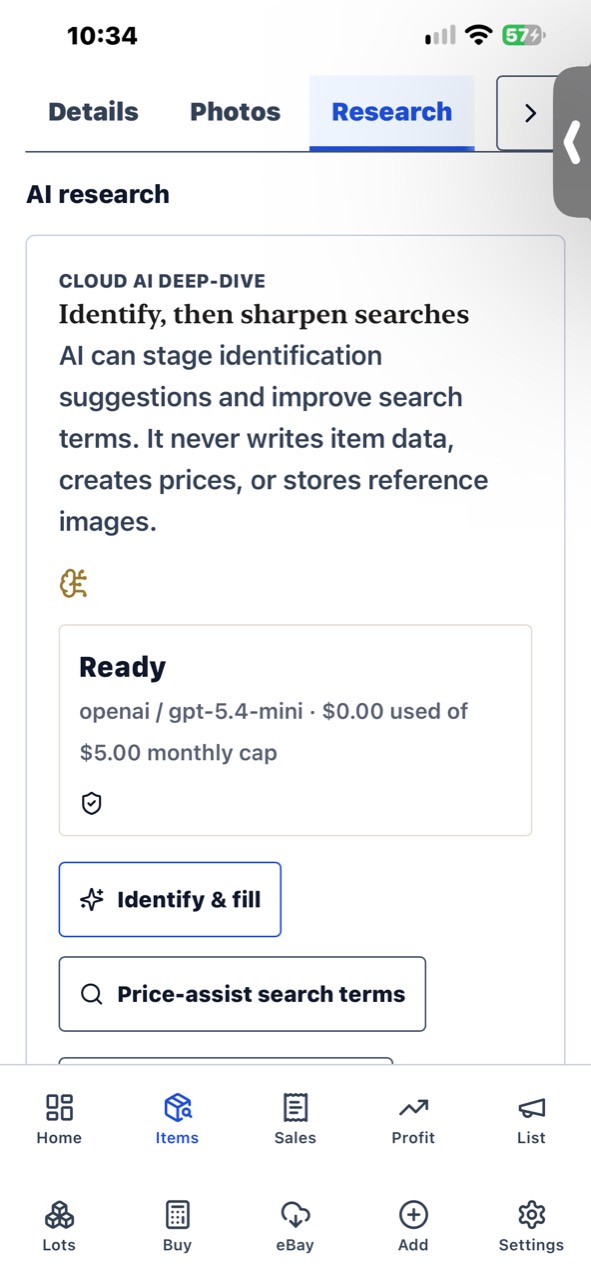 10:34
57
Details Photos Research
AI research
CLOUD AI DEEP-DIVE
Identify, then sharpen searches
AI can stage identification
suggestions and improve search
terms. It never writes item data,
creates prices, or stores reference
images.
Ready
openai / gpt-5.4-mini · $0.00 used of
$5.00 monthly cap
Identify & fill
Price-assist search terms
Home Items Sales Profit List
Lots Buy eBay Add Settings